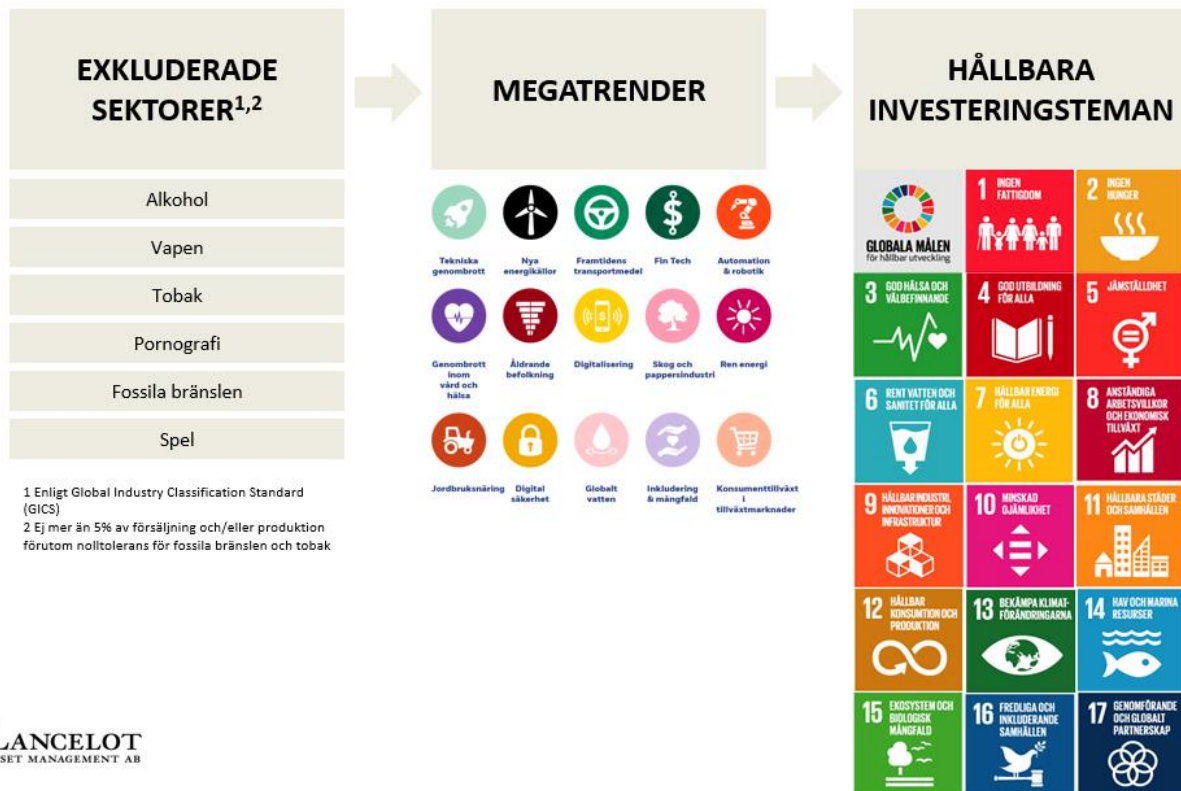 EXKLUDERADE
SEKTORER1,2
MEGATRENDER
HÅLLBARA
INVESTERINGSTEMAN
Alkohol
Vapen
Tobak
Pornografi
Fossila bränslen
Spel
1 Enligt Global Industry Classification Standard
(GICS)
2 Ej mer än 5% av försäljning och/eller produktion
förutom nolltolerans för fossila bränslen och tobak
Tekniska
genombrott
Nya
energikällor
Framtidens
transportmedel
Fin Tech
Automation
& robotik
Genombrott
inom
vård och
hälsa
Åldrande
befolkning
Digitalisering
Skog och
pappersindustri
Ren energi
Jordbruksnäring
Digital
säkerhet
Globalt
vatten
Inkludering
& mångfald
Konsumenttillväxt
i
tillväxtmarknader
GLOBALA MÅLEN
för hållbar utveckling
1 INGEN
FATTIGDOM
2 INGEN
HUNGER
3 GOD HÄLSA OCH
VÄLBEFINNANDE
4 GOD UTBILDNING
FÖR ALLA
5 JÄMSTÄLLDHET
6 RENT VATTEN OCH
SANITET FÖR ALLA
7 HÅLLBAR ENERGI
FÖR ALLA
8 ANSTÄNDIGA
ARBETSVILLKOR
OCH EKONOMISK
TILLVÄXT
9 HÅLLBAR INDUSTRI,
INNOVATIONER OCH
INFRASTRUKTUR
10 MINSKAD
OJÄMLIKHET
11 HÅLLBARA STÄDER
OCH SAMHÄLLEN
12 HÅLLBAR
KONSUMTION OCH
PRODUKTION
13 BEKÄMPA KLIMAT-
FÖRÄNDRINGARNA
14 HAV OCH MARINA
RESURSER
15 EKOSYSTEM OCH
BIOLOGISK
MÅNGFALD
16 FREDLIGA OCH
INKLUDERANDE
SAMHÄLLEN
17 GENOMFÖRANDE
OCH GLOBALT
PARTNERSKAP
LANCELOT
SET MANAGEMENT AB